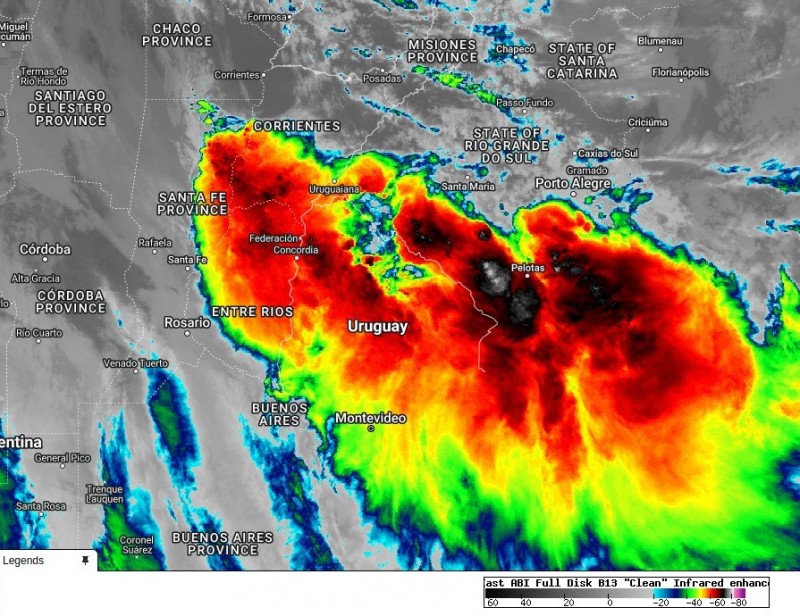 Formosa
CHACO
PROVINCE
Miguel
cumán
MISIONES
PROVINCE
Chapecó
STATE OF
SANTA
CATARINA
Blumenau
Florianópolis
Termas de
Río Hondo
Corrientes
Posadas
SANTIAGO
DEL ESTERO
PROVINCE
Passo Fundo
CORRIENTES
Criciúma
STATE OF
RIO GRANDE
DO SUL
Caxias do Sul
Gramado
Porto Alegre
Santa Maria
Uruguaiana
SANTA FE
PROVINCE
Rafaela
Federación
Concordia
Córdoba
Santa Fe
Pelotas
Alta Gracia
CÓRDOBA
PROVINCE
ENTRE RIOS
Río Cuarto
Rosario
Uruguay
Venado Tuerto
BUENOS
AIRES
Montevideo
entina
General Pico
Trenque
Lauquen
Santa Rosa
Coronel
Suárez
BUENOS AIRES
PROVINCE
Legends
ast ABI Full Disk B13 "Clean" Infrared enhanc
60 40 20 0 -20 -40 -60 -80